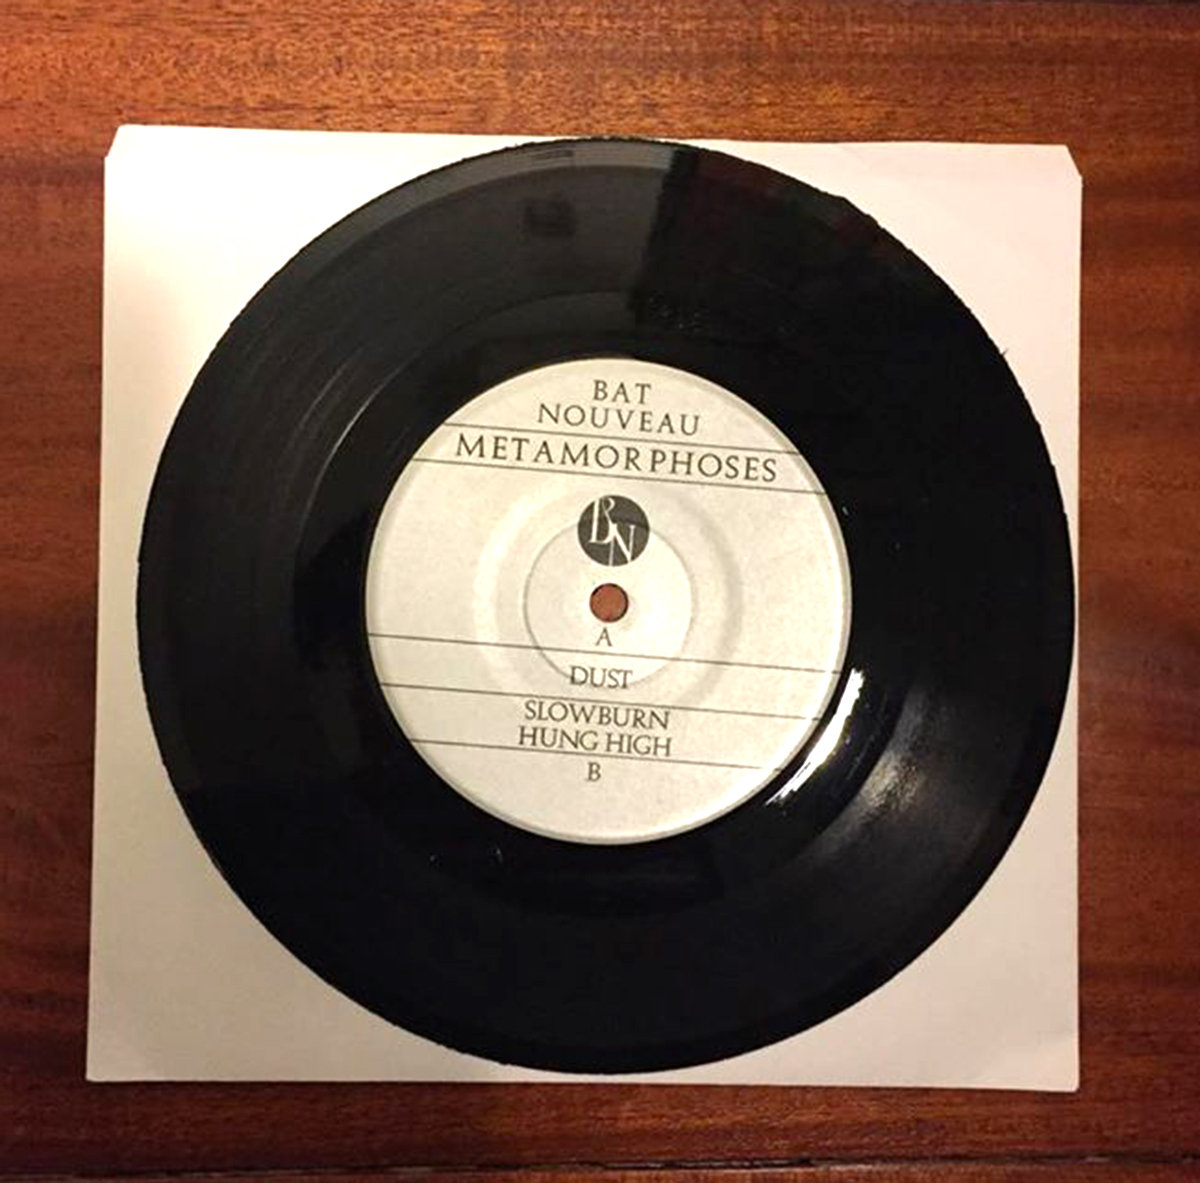 BAT
NOUVEAU
METAMORPHOSES
BN
A
DUST
SLOWBURN
HUNG HIGH
B